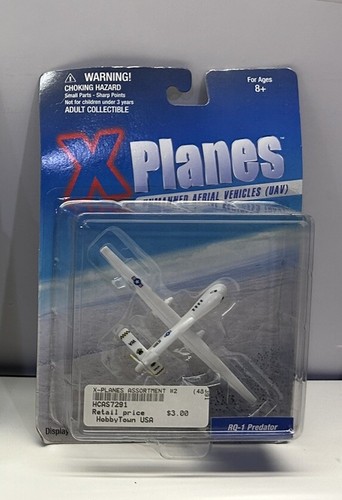 WARNING!
CHOKING HAZARD
Small Parts - Sharp Points
Not for children under 3 years
ADULT COLLECTIBLE
For Ages
8+
X Planes™
UNMANNED AERIAL VEHICLES (UAV)
X-PLANES ASSORTMENT #2
HCAS7291
Retail price $3.00
HobbyTown USA
Display
RQ-1 Predator